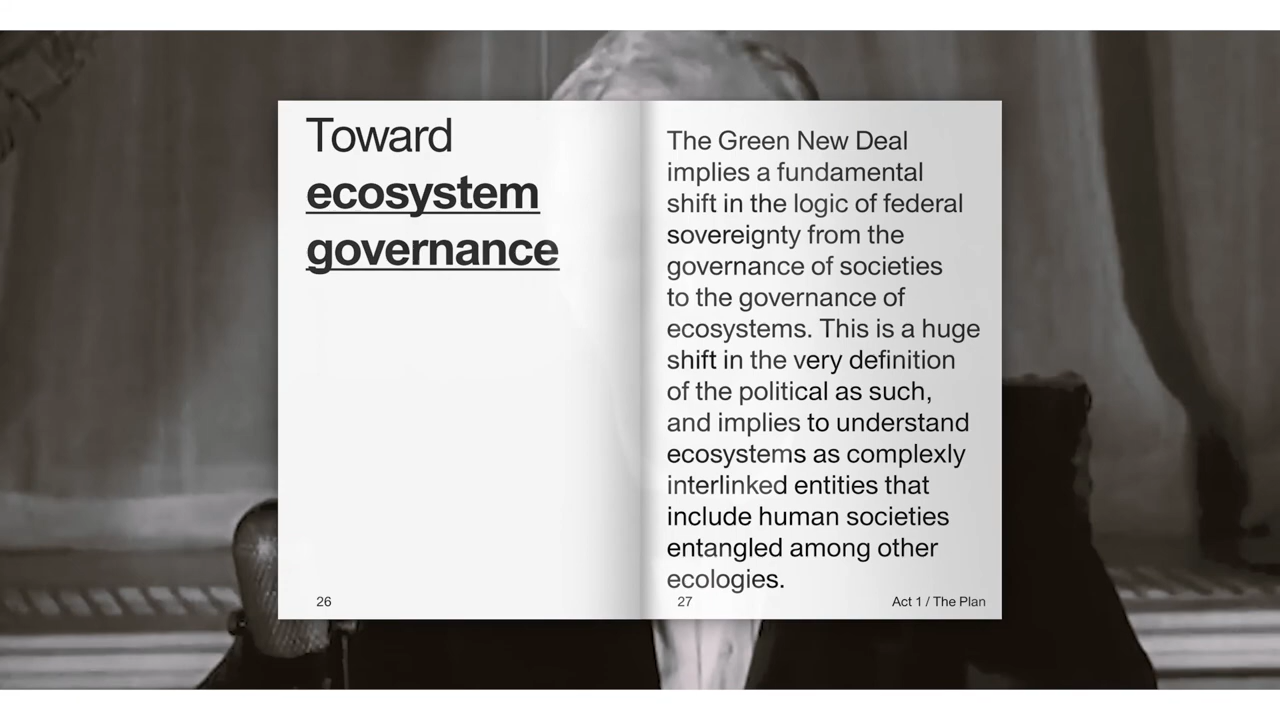 Toward
ecosystem
governance
26
The Green New Deal
implies a fundamental
shift in the logic of federal
sovereignty from the
governance of societies
to the governance of
ecosystems. This is a huge
shift in the very definition
of the political as such,
and implies to understand
ecosystems as complexly
interlinked entities that
include human societies
entangled among other
ecologies.
27
Act 1 / The Plan